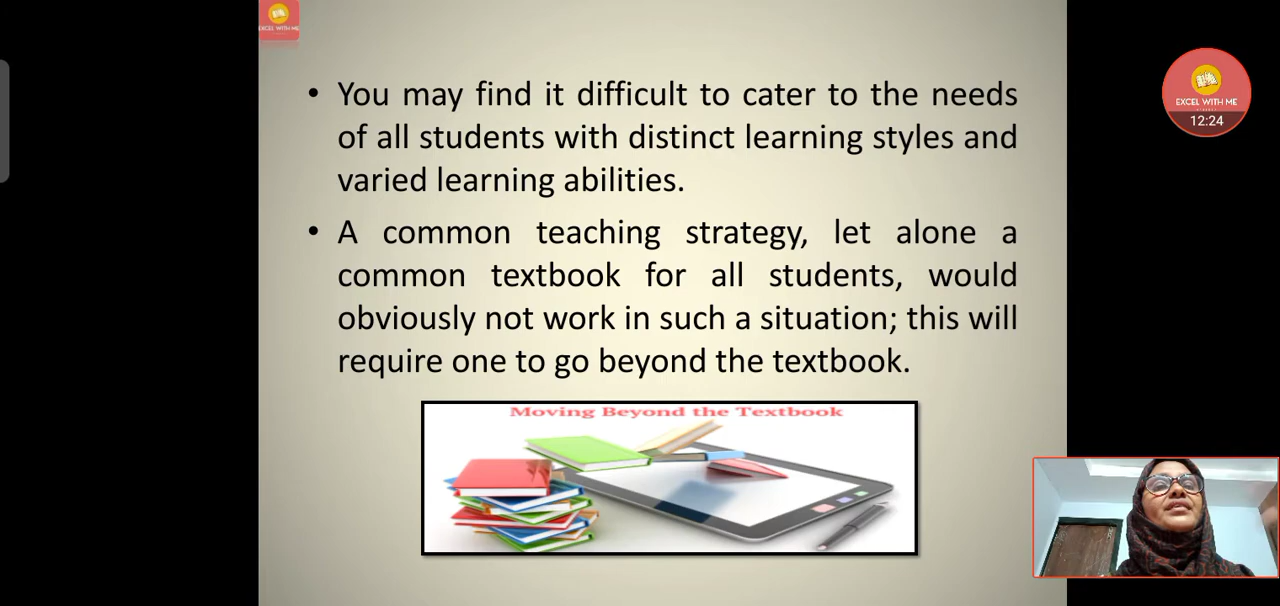 EXCEL WITH ME
• You may find it difficult to cater to the needs
of all students with distinct learning styles and
varied learning abilities.
• A common teaching strategy, let alone a
common textbook for all students, would
obviously not work in such a situation; this will
require one to go beyond the textbook.
Moving Beyond the Textbook
EXCEL WITH ME
12:24